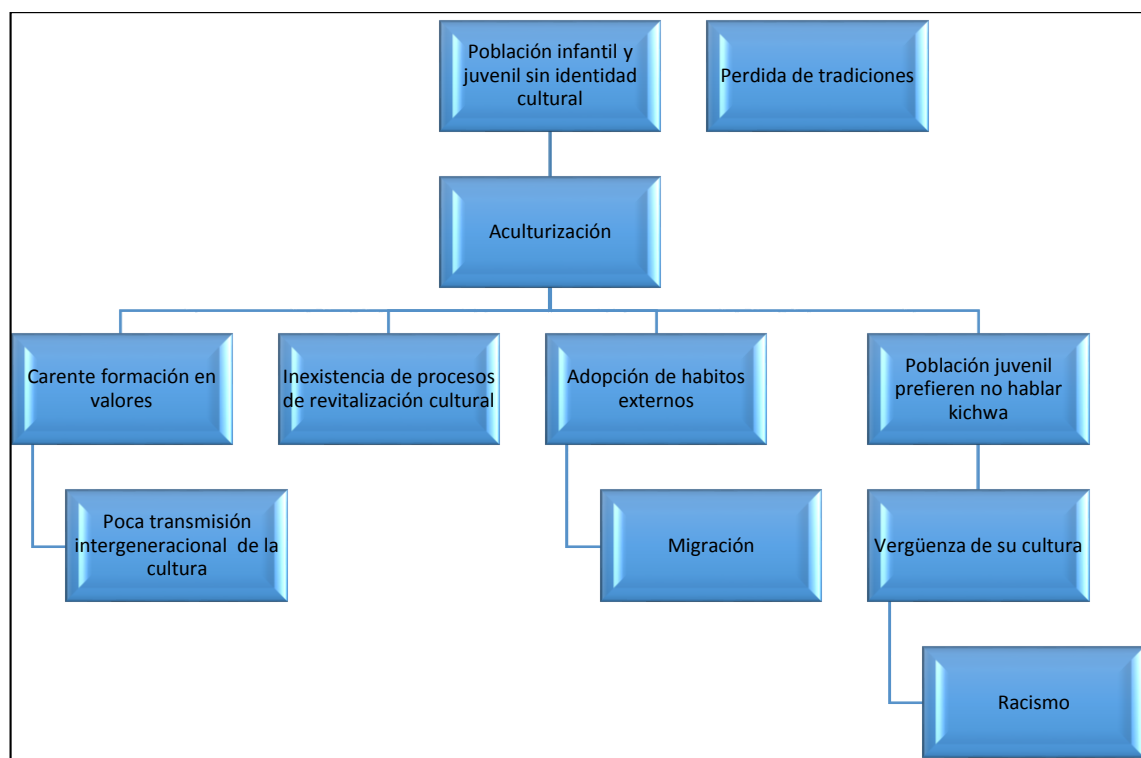 Población infantil y
juvenil sin identidad
cultural
Perdida de tradiciones
Aculturización
Carente formación en
valores
Inexistencia de procesos
de revitalización cultural
Adopción de habitos
externos
Población juvenil
prefieren no hablar
kichwa
Poca transmisión
intergeneracional de la
cultura
Migración
Vergüenza de su cultura
Racismo